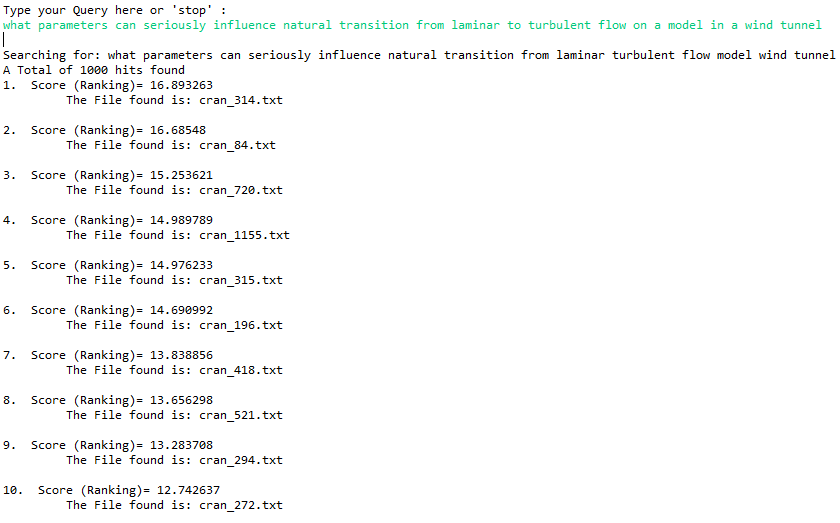 Type your Query here or 'stop' :
what parameters can seriously influence natural transition from laminar to turbulent flow on a model in a wind tunnel
Searching for: what parameters can seriously influence natural transition from laminar turbulent flow model wind tunnel
A Total of 1000 hits found
1.  Score (Ranking)= 16.893263
The File found is: cran_314.txt
2.  Score (Ranking)= 16.68548
The File found is: cran_84.txt
3.  Score (Ranking)= 15.253621
The File found is: cran_720.txt
4.  Score (Ranking)= 14.989789
The File found is: cran_1155.txt
5.  Score (Ranking)= 14.976233
The File found is: cran_315.txt
6.  Score (Ranking)= 14.690992
The File found is: cran_196.txt
7.  Score (Ranking)= 13.838856
The File found is: cran_418.txt
8.  Score (Ranking)= 13.656298
The File found is: cran_521.txt
9.  Score (Ranking)= 13.283708
The File found is: cran_294.txt
10.  Score (Ranking)= 12.742637
The File found is: cran_272.txt